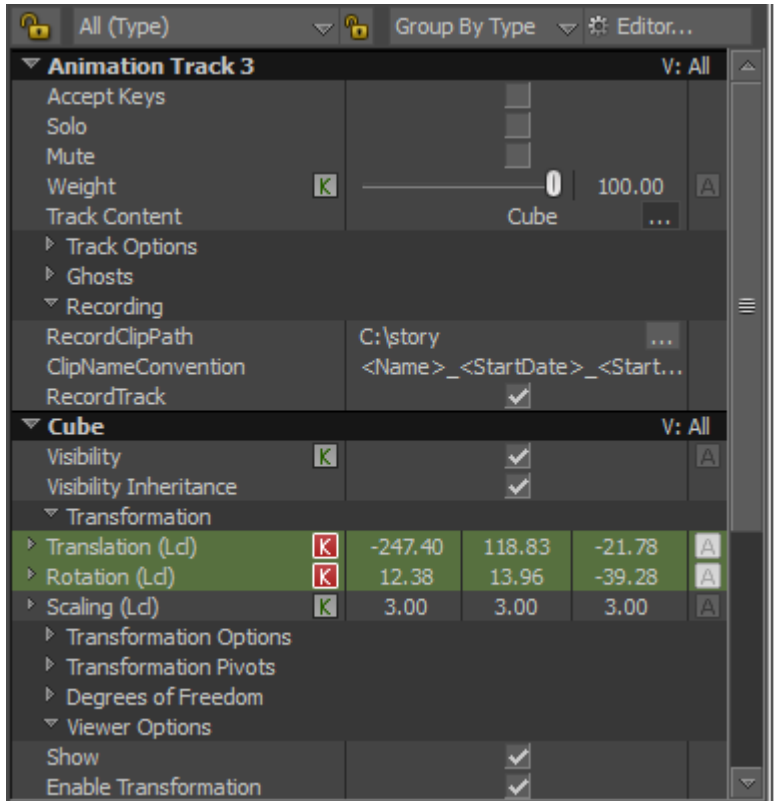 All (Type) Group By Type Editor...
Animation Track 3 V: All
Accept Keys
Solo
Mute
Weight K 100.00 A
Track Content Cube ...
Track Options
Ghosts
Recording
RecordClipPath C:\story ...
ClipNameConvention <Name>_<StartDate>_<Start...
RecordTrack
Cube V: All
Visibility K A
Visibility Inheritance
Transformation
Translation (Lcl) K -247.40 118.83 -21.78 A
Rotation (Lcl) K 12.38 13.96 -39.28 A
Scaling (Lcl) K 3.00 3.00 3.00 A
Transformation Options
Transformation Pivots
Degrees of Freedom
Viewer Options
Show
Enable Transformation